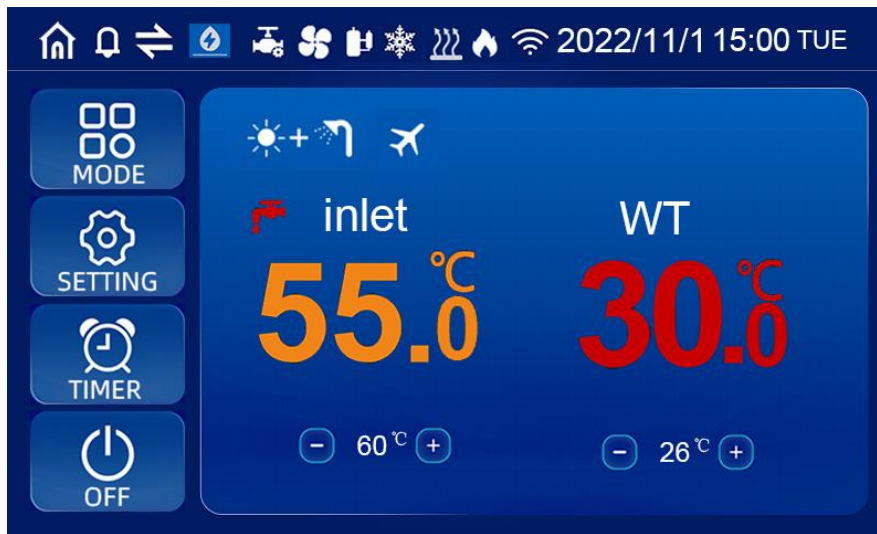 2022/11/1 15:00 TUE
MODE
SETTING
TIMER
OFF
inlet
WT
55.0℃
30.0℃
- 60℃ +
- 26℃ +